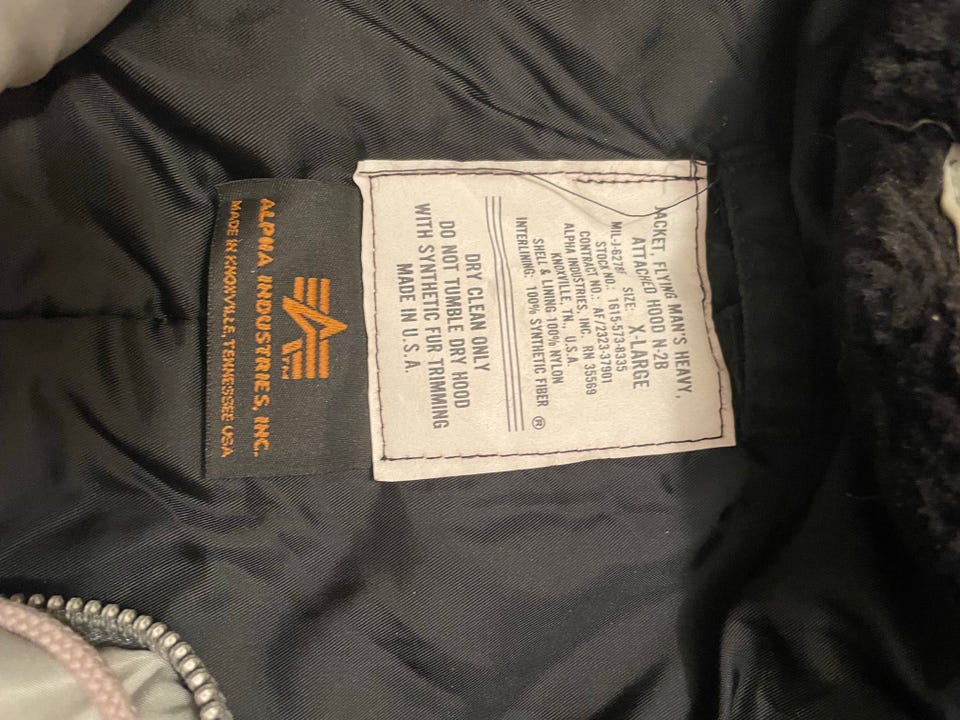 JACKET, FLYING MAN'S HEAVY,
ATTACHED HOOD N-2B
MIL-J-6278F SIZE: X-LARGE
STOCK NO.: 1615-573-8335
CONTRACT NO.: AF/2323-37901
ALPHA INDUSTRIES, INC. RN 35569
KNOXVILLE, TN., U.S.A.
SHELL & LINING 100% NYLON
INTERLINING: 100% SYNTHETIC FIBER ®
DRY CLEAN ONLY
DO NOT TUMBLE DRY HOOD
WITH SYNTHETIC FUR TRIMMING
MADE IN U.S.A.
TM
ALPHA INDUSTRIES, INC.
MADE IN KNOXVILLE, TENNESSEE USA